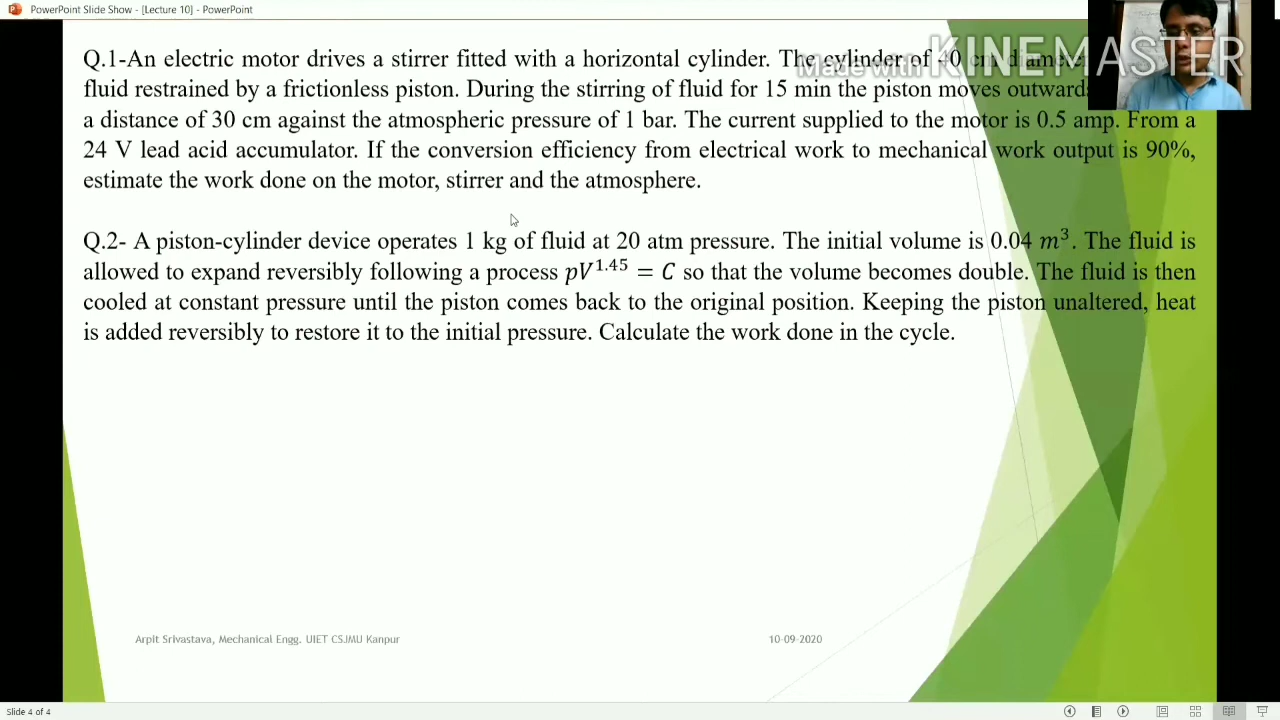 PowerPoint Slide Show - [Lecture 10] - PowerPoint
Made with KINEMASTER
Q.1-An electric motor drives a stirrer fitted with a horizontal cylinder. The cylinder of 40 cm
fluid restrained by a frictionless piston. During the stirring of fluid for 15 min the piston moves outwards
a distance of 30 cm against the atmospheric pressure of 1 bar. The current supplied to the motor is 0.5 amp. From a
24 V lead acid accumulator. If the conversion efficiency from electrical work to mechanical work output is 90%,
estimate the work done on the motor, stirrer and the atmosphere.
Q.2- A piston-cylinder device operates 1 kg of fluid at 20 atm pressure. The initial volume is 0.04 m³. The fluid is
allowed to expand reversibly following a process pV^1.45 = C so that the volume becomes double. The fluid is then
cooled at constant pressure until the piston comes back to the original position. Keeping the piston unaltered, heat
is added reversibly to restore it to the initial pressure. Calculate the work done in the cycle.
Arpit Srivastava, Mechanical Engg. UIET CSJMU Kanpur
10-09-2020
Slide 4 of 4